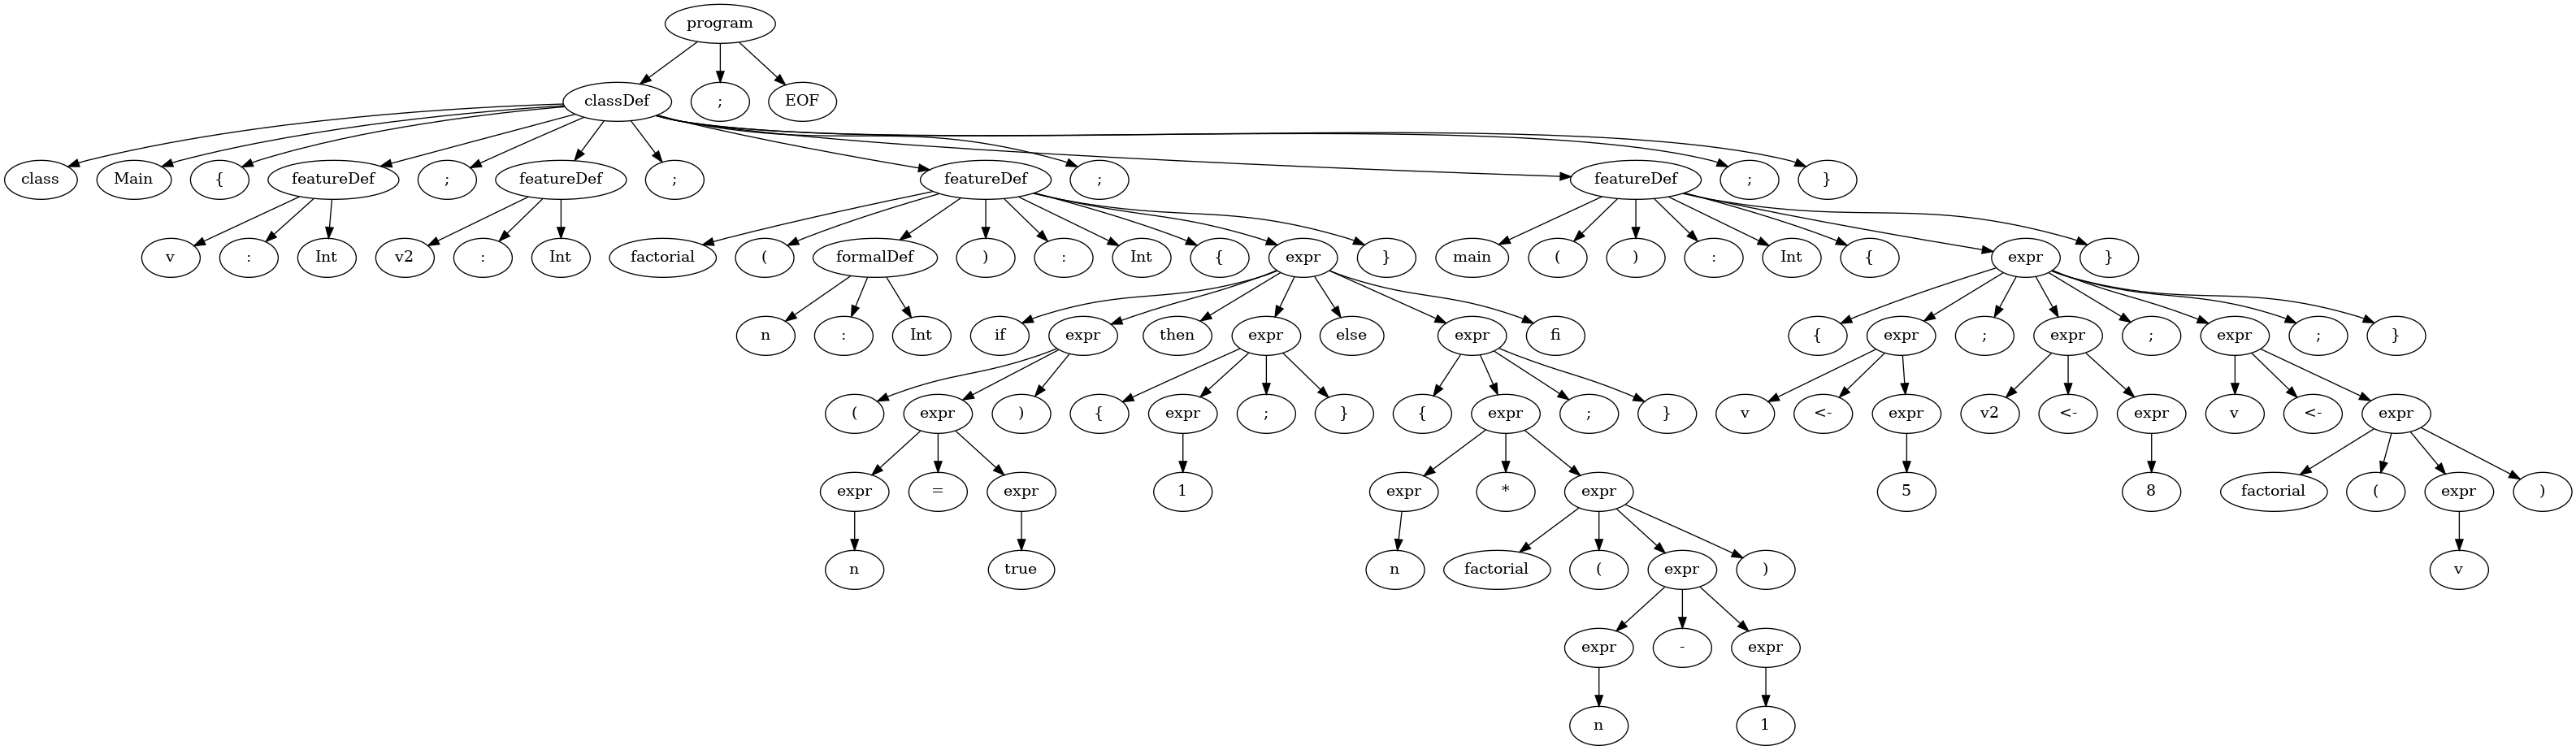 program
classDef ; EOF
class Main { featureDef ; featureDef ; featureDef ; featureDef ; }
v : Int v2 : Int factorial ( formalDef ) : Int { expr } main ( ) : Int { expr }
n : Int if expr then expr else expr fi { expr ; expr ; expr ; }
( expr ) { expr ; } { expr ; } v <- expr v2 <- expr v <- expr
expr = expr 1 expr * expr 5 8 factorial ( expr )
n true n factorial ( expr ) v
expr - expr
n 1